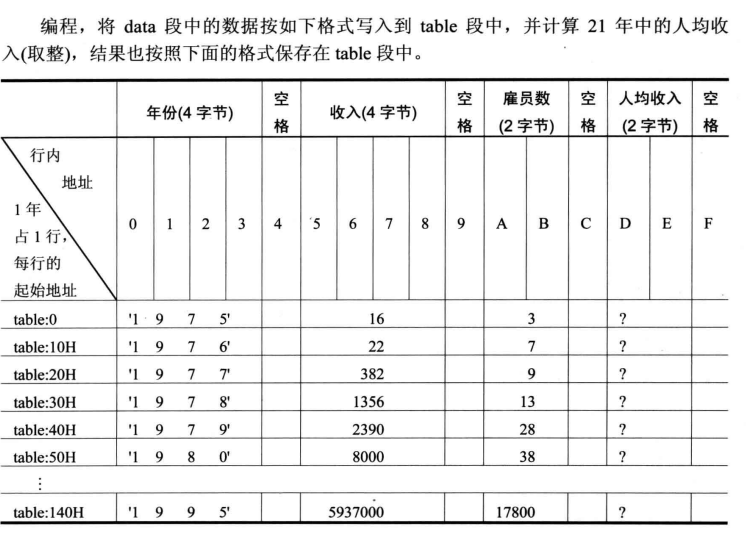 编程，将 data 段中的数据按如下格式写入到 table 段中，并计算 21 年中的人均收
入(取整)，结果也按照下面的格式保存在 table 段中。
年份(4 字节) 空格 收入(4 字节) 空格 雇员数(2 字节) 空格 人均收入(2 字节) 空格
行内
地址
1 年
占 1 行，
每行的
起始地址
0 1 2 3 4 5 6 7 8 9 A B C D E F
table:0 '1 9 7 5' 16 3 ?
table:10H '1 9 7 6' 22 7 ?
table:20H '1 9 7 7' 382 9 ?
table:30H '1 9 7 8' 1356 13 ?
table:40H '1 9 7 9' 2390 28 ?
table:50H '1 9 8 0' 8000 38 ?
⋮
table:140H '1 9 9 5' 5937000 17800 ?